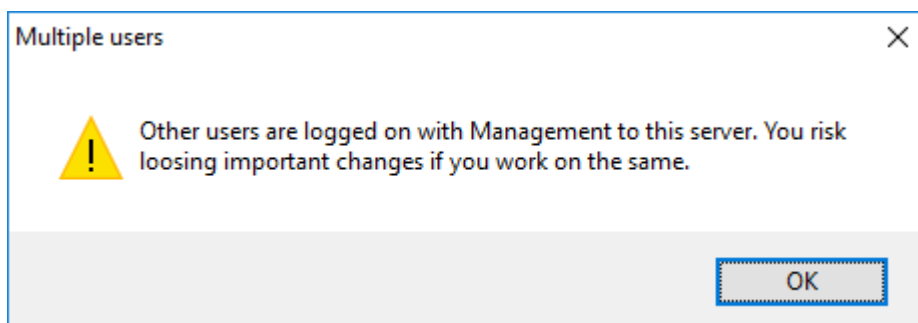 Multiple users
Other users are logged on with Management to this server. You risk
loosing important changes if you work on the same.
OK